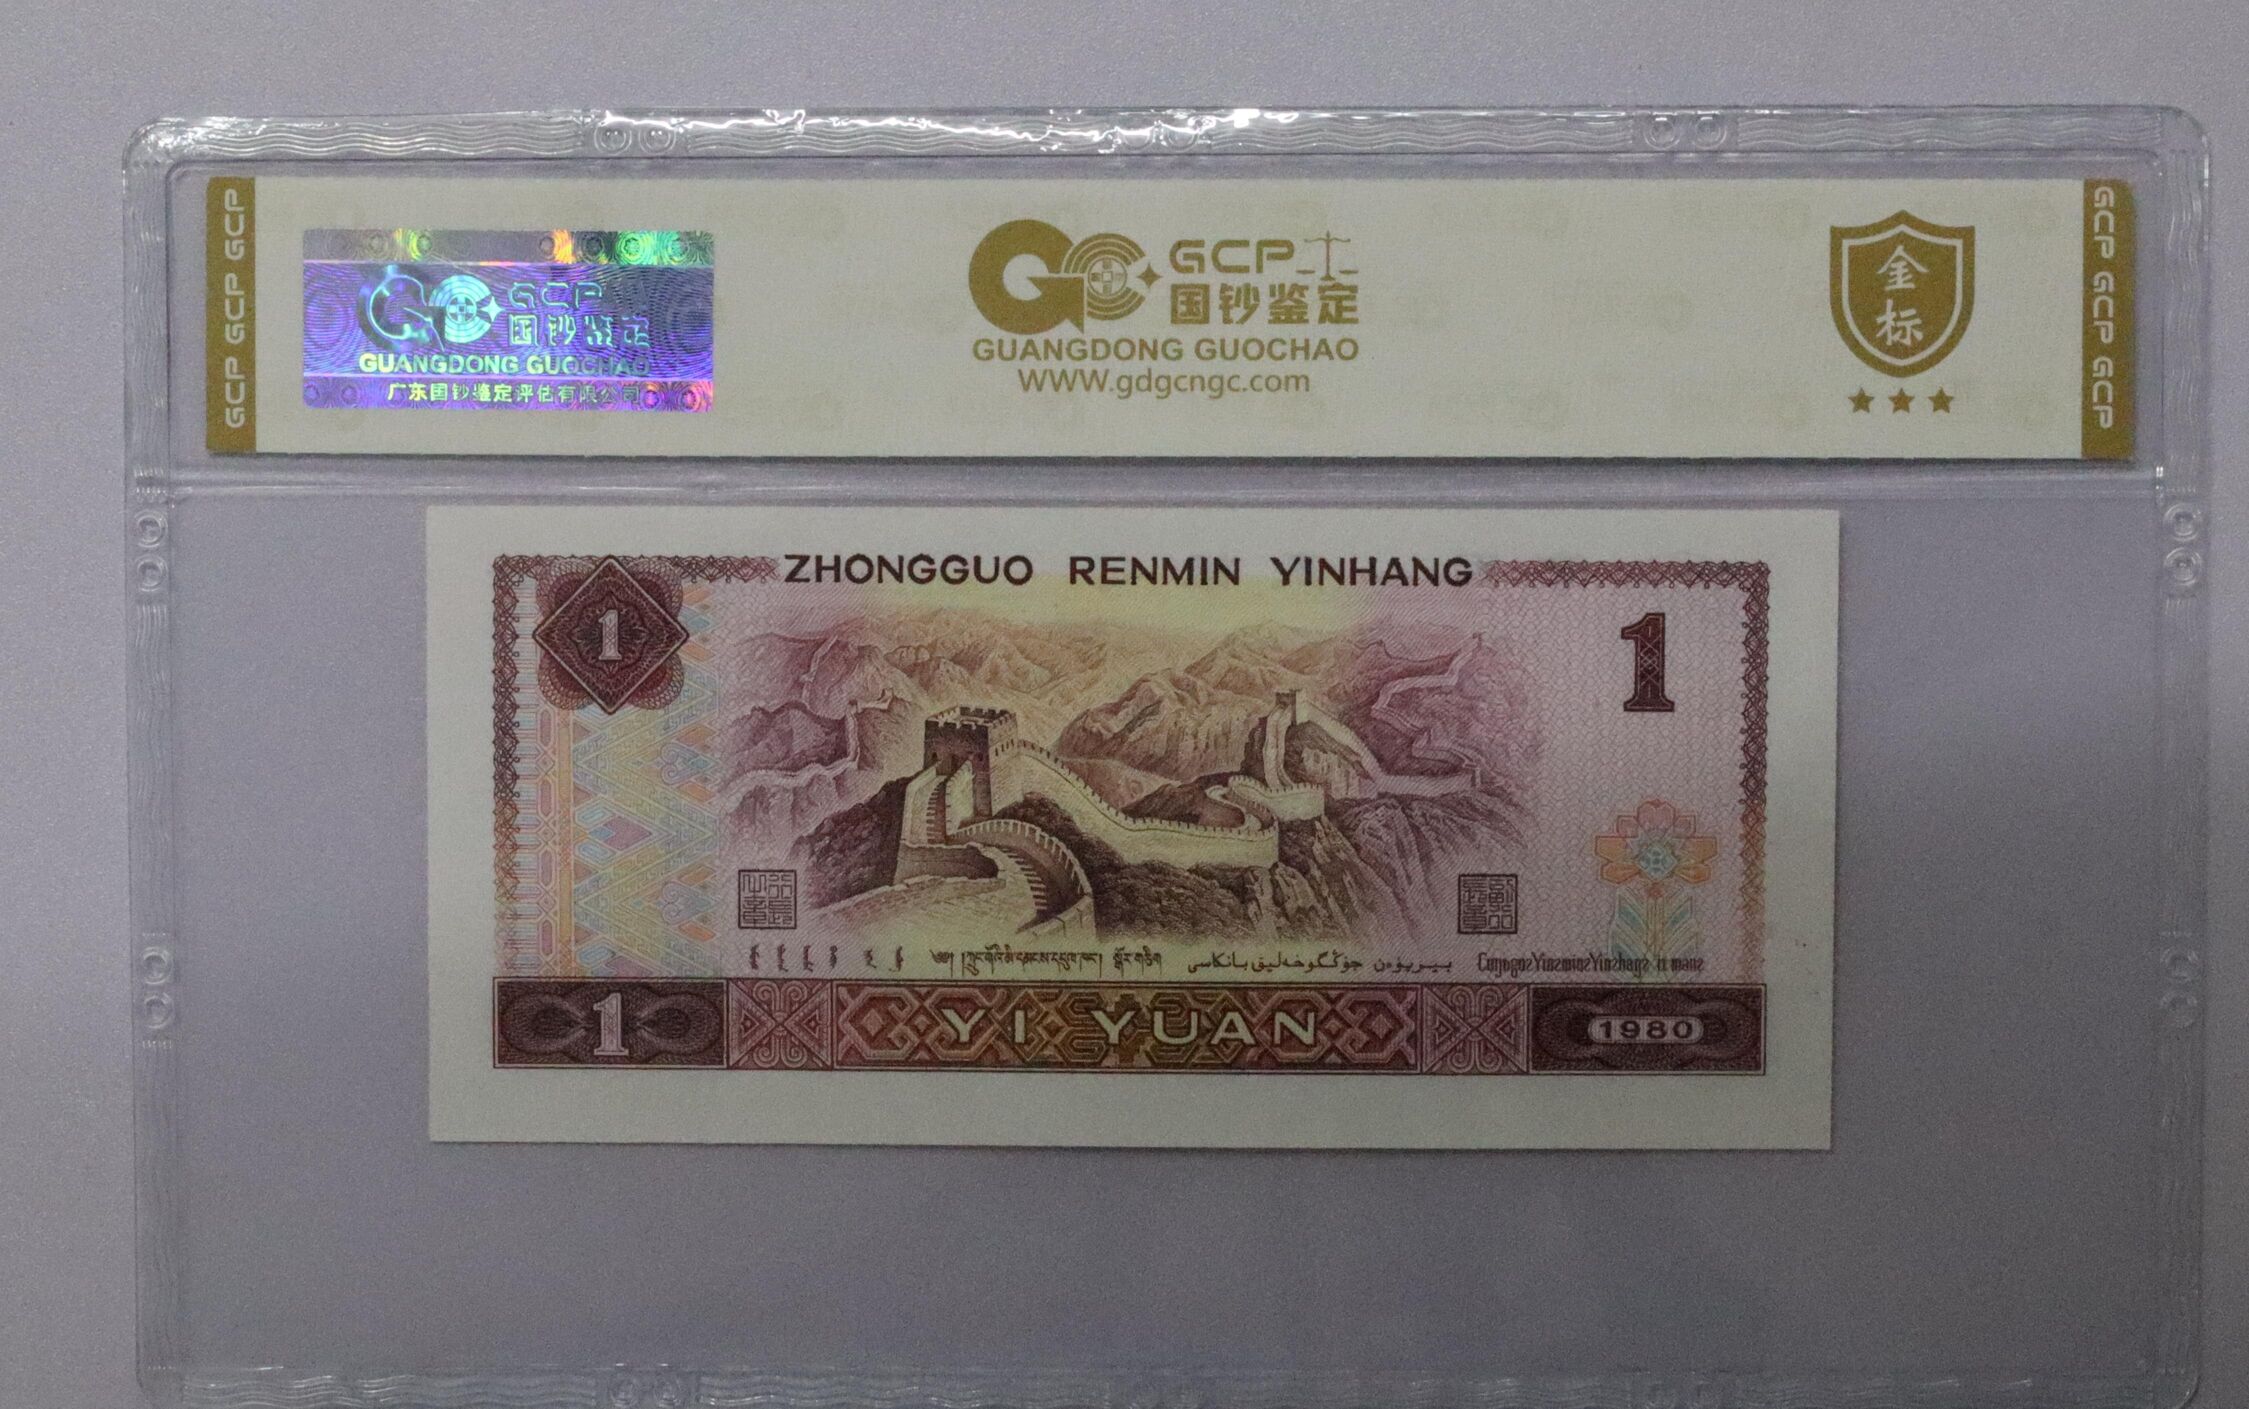 GCP GCP GCP
GCP
国钞鉴定
GUANGDONG GUOCHAO
广东国钞鉴定评估有限公司
GCP
国钞鉴定
GUANGDONG GUOCHAO
WWW.gdgcngc.com
金
标
GCP GCP GCP
ZHONGGUO RENMIN YINHANG
1
1
1
YI YUAN
1980